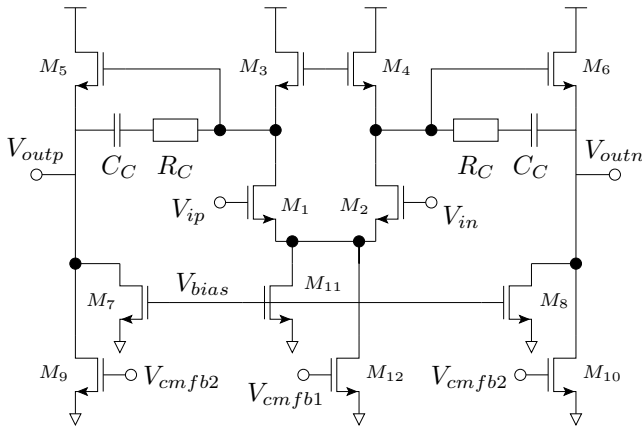 M5
M3
M4
M6
Voutp
CC
RC
RC
CC
Voutn
Vip
M1
M2
Vin
M7
Vbias
M11
M8
M9
Vcmfb2
Vcmfb1
M12
Vcmfb2
M10